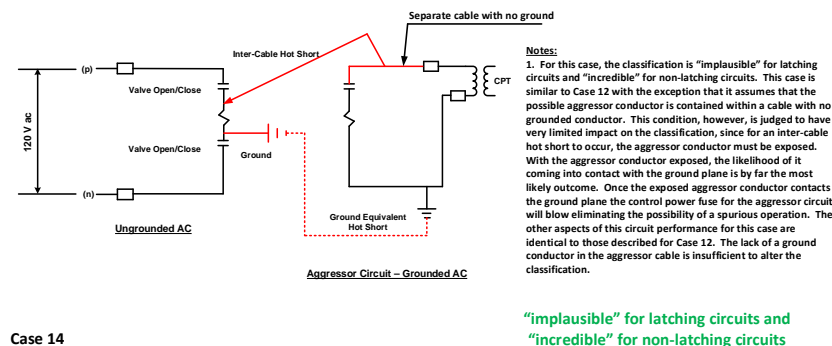 Separate cable with no ground
Inter-Cable Hot Short
(p)
CPT
Valve Open/Close
120 V ac
Valve Open/Close
Ground
(n)
Ground Equivalent
Hot Short
Ungrounded AC
Aggressor Circuit – Grounded AC
Notes:
1. For this case, the classification is “implausible” for latching
circuits and “incredible” for non-latching circuits. This case is
similar to Case 12 with the exception that it assumes that the
possible aggressor conductor is contained within a cable with no
grounded conductor. This condition, however, is judged to have
very limited impact on the classification, since for an inter-cable
hot short to occur, the aggressor conductor must be exposed.
With the aggressor conductor exposed, the likelihood of it
coming into contact with the ground plane is by far the most
likely outcome. Once the exposed aggressor conductor contacts
the ground plane the control power fuse for the aggressor circuit
will blow eliminating the possibility of a spurious operation. The
other aspects of this circuit performance for this case are
identical to those described for Case 12. The lack of a ground
conductor in the aggressor cable is insufficient to alter the
classification.
“implausible” for latching circuits and
“incredible” for non-latching circuits
Case 14